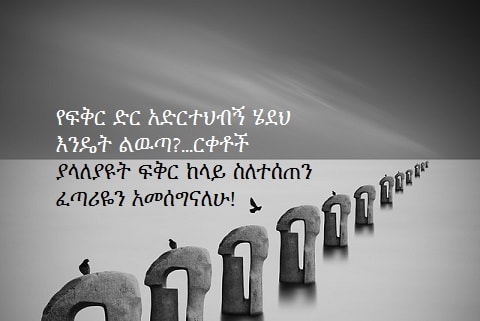 የፍቅር ድር አድርተህብኝ ሄደህ
እንዴት ልዉጣ?...ርቀቶች
ያላለያዩት ፍቅር ከላይ ስለተሰጠን
ፈጣሪዬን አመሰግናለሁ!